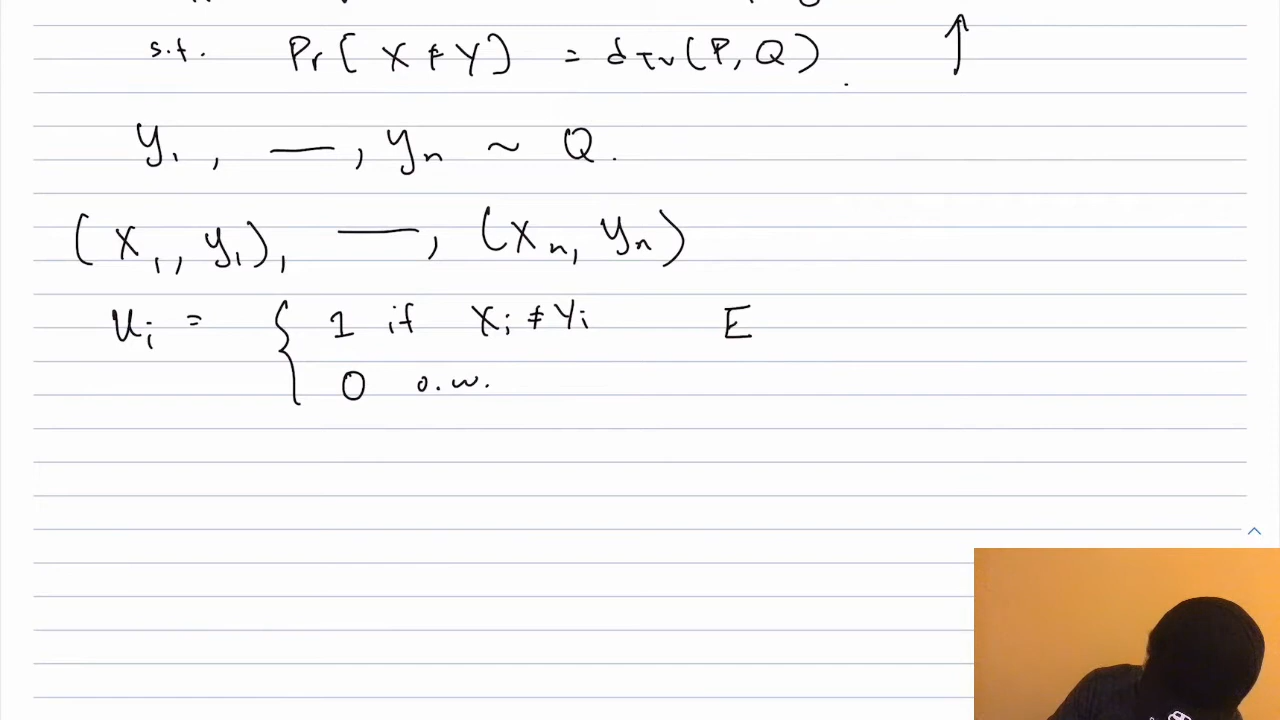 s.t. Pr[ X ≠ Y ] = dTV(P, Q). ↑
y₁, —, yₙ ~ Q.
(x₁, y₁), —, (xₙ, yₙ)
Uᵢ = { 1 if Xᵢ ≠ Yᵢ E
0 o.w.